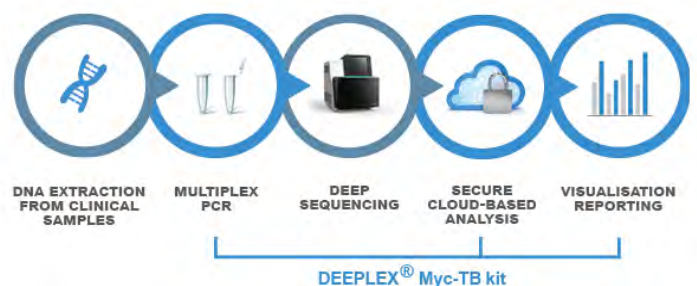 DNA EXTRACTION
FROM CLINICAL
SAMPLES
MULTIPLEX
PCR
DEEP
SEQUENCING
SECURE
CLOUD-BASED
ANALYSIS
VISUALISATION
REPORTING
DEEPLEX® Myc-TB kit